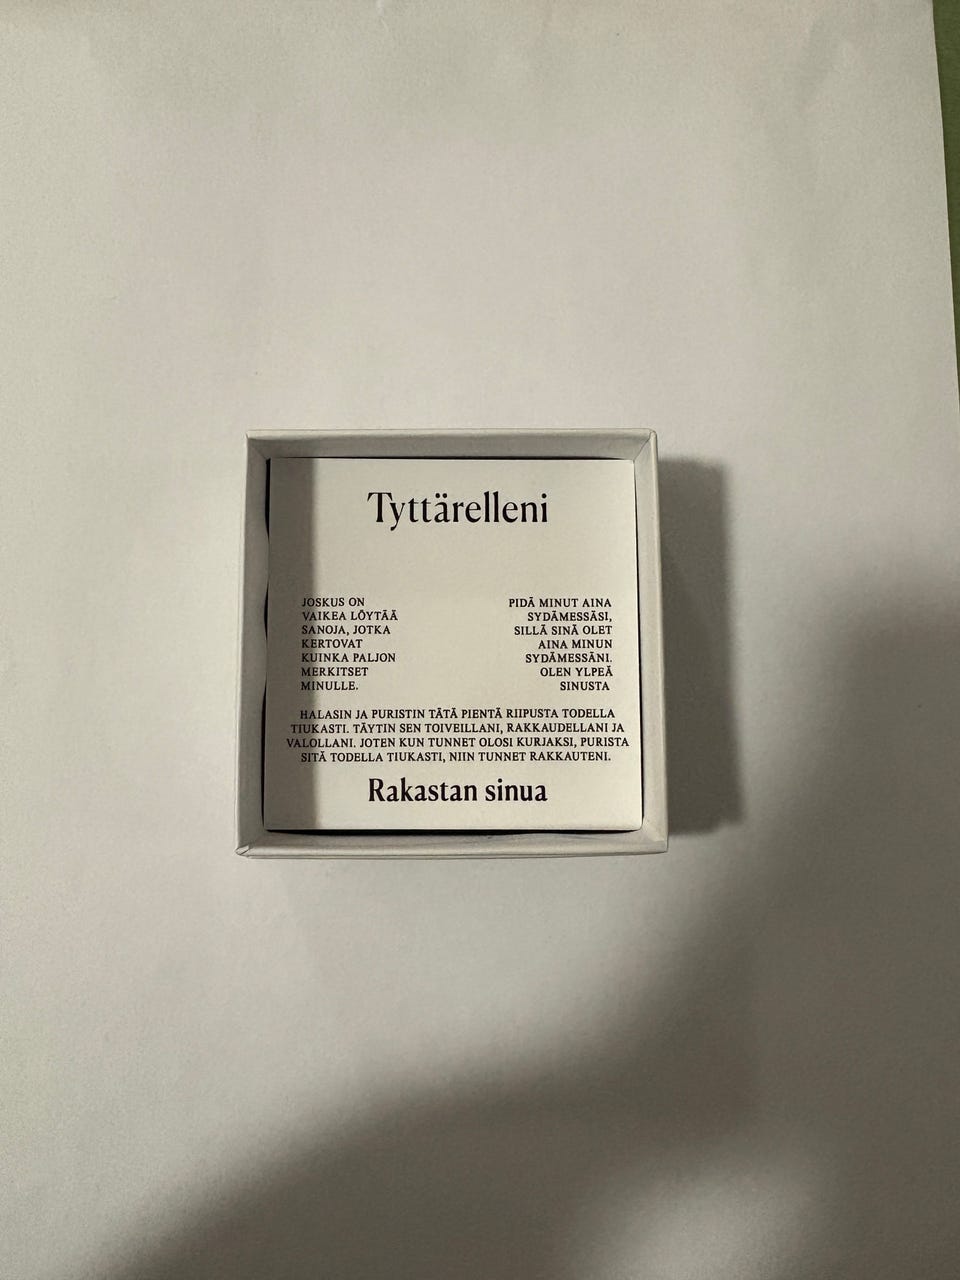 Tyttärelleni
JOSKUS ON
VAIKEA LÖYTÄÄ
SANOJA, JOTKA
KERTOVAT
KUINKA PALJON
MERKITSET
MINULLE.
PIDÄ MINUT AINA
SYDÄMESSÄSI,
SILLÄ SINÄ OLET
AINA MINUN
SYDÄMESSÄNI.
OLEN YLPEÄ
SINUSTA
HALASIN JA PURISTIN TÄTÄ PIENTÄ RIIPUSTA TODELLA
TIUKASTI. TÄYTIN SEN TOIVEILLANI, RAKKAUDELLANI JA
VALOLLANI. JOTEN KUN TUNNET OLOSI KURJAKSI, PURISTA
SITÄ TODELLA TIUKASTI, NIIN TUNNET RAKKAUTENI.
Rakastan sinua